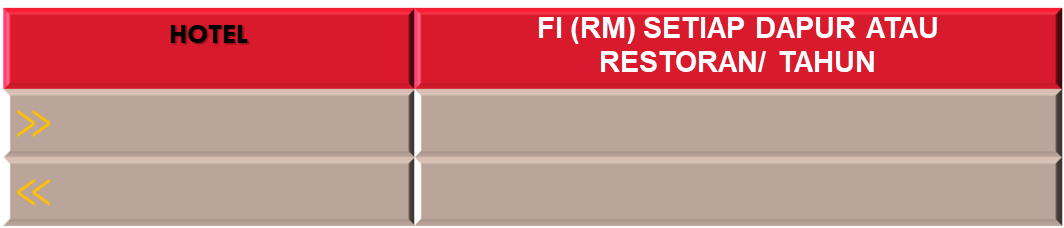 HOTEL
FI (RM) SETIAP DAPUR ATAU
RESTORAN/ TAHUN
>>
<<